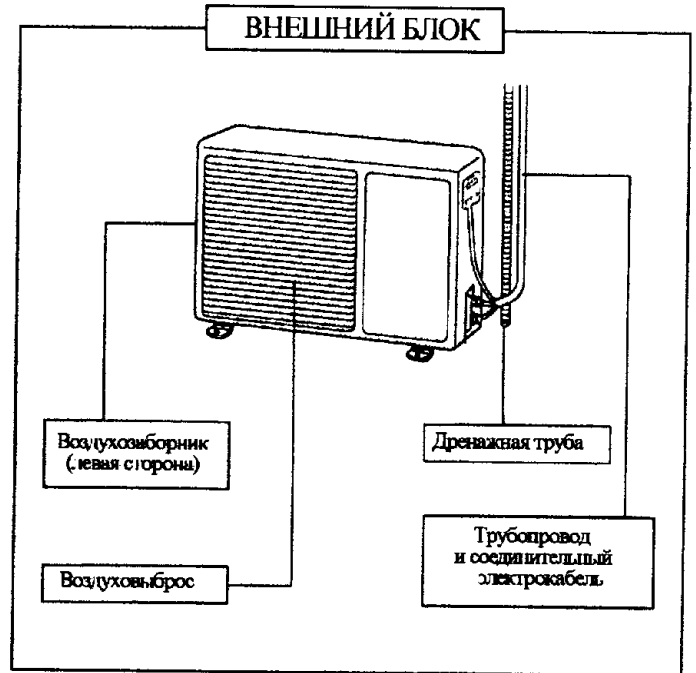 ВНЕШНИЙ БЛОК
Воздухозаборник
(левая сторона)
Дренажная труба
Трубопровод
и соединительный
электрокабель
Воздуховыброс